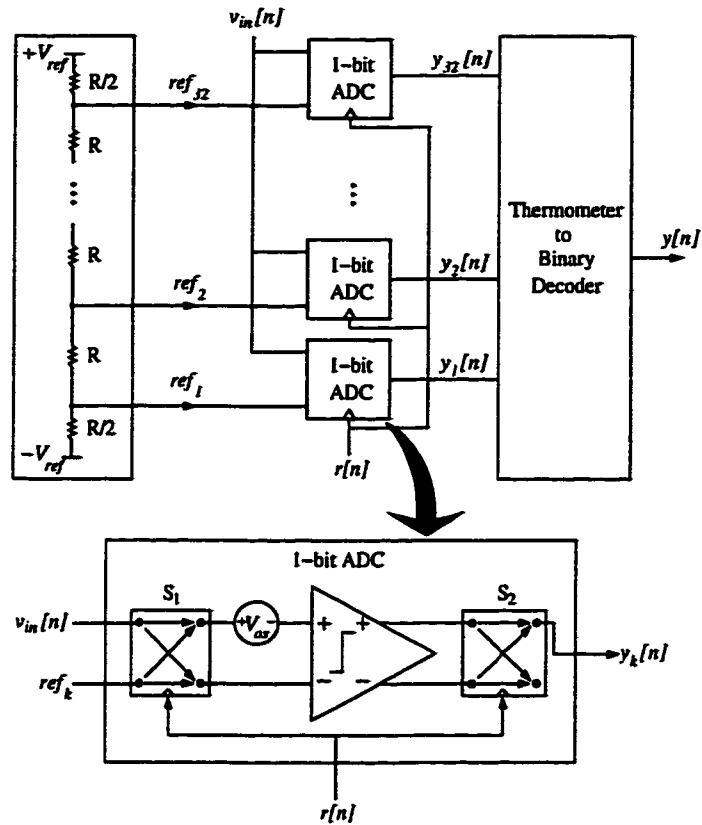 v_in[n]
+V_ref
R/2
ref_32
1-bit
ADC
y_32[n]
R
Thermometer
to
Binary
Decoder
y[n]
R
1-bit
ADC
y_2[n]
ref_2
R
1-bit
ADC
y_1[n]
ref_1
R/2
-V_ref
r[n]
1-bit ADC
S_1
S_2
v_in[n]
+V_os-
+ +
y_k[n]
ref_k
- -
r[n]